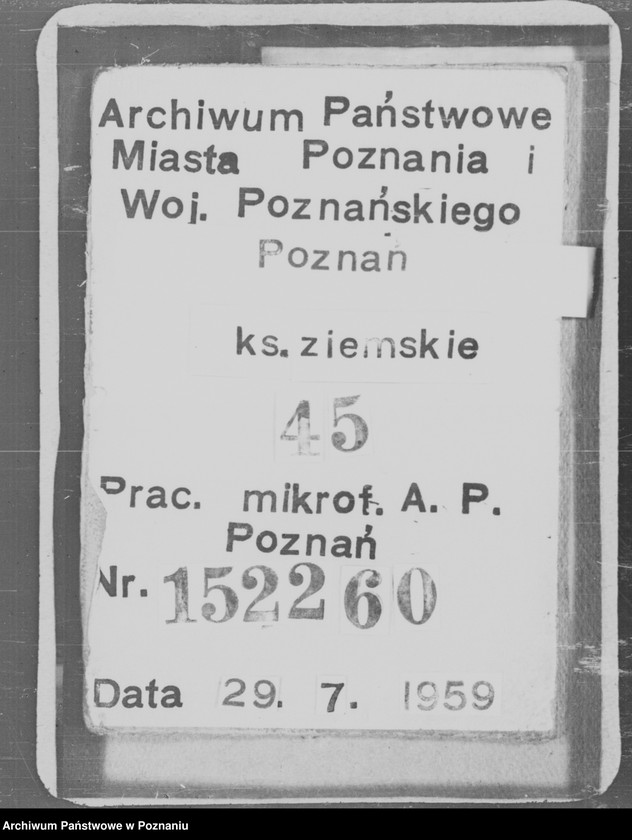 Archiwum Państwowe
Miasta Poznania i
Woj. Poznańskiego
Poznań
ks. ziemskie
45
Prac. mikrof. A. P.
Poznań
Nr. 152260
Data 29. 7. 1959
Archiwum Państwowe w Poznaniu